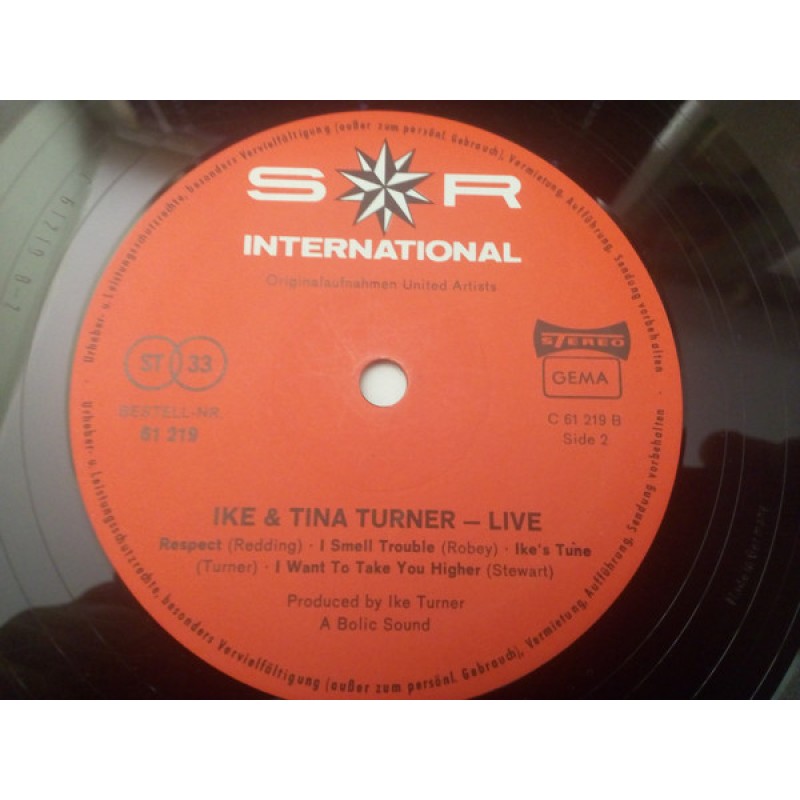 Urheber- u. Leistungsschutzrechte, besonders Vervielfältigung (außer zum persönl. Gebrauch), Vermietung, Aufführung, Sendung vorbehalten ·
S R
INTERNATIONAL
Originalaufnahmen United Artists
ST 33
STEREO
GEMA
BESTELL-NR.
61 219
C 61 219 B
Side 2
IKE & TINA TURNER – LIVE
Respect (Redding) · I Smell Trouble (Robey) · Ike's Tune
(Turner) · I Want To Take You Higher (Stewart)
Produced by Ike Turner
A Bolic Sound
Urheber- u. Leistungsschutzrechte, besonders Vervielfältigung (außer zum persönl. Gebrauch), Vermietung, Aufführung, Sendung vorbehalten ·
Made in Germany